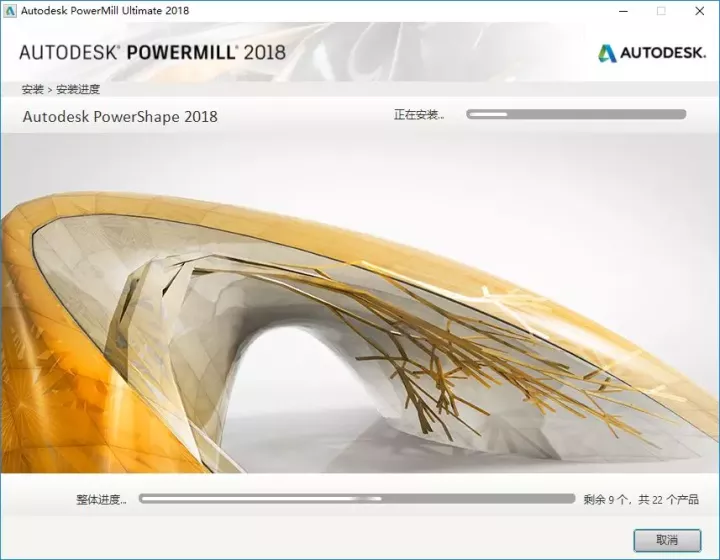 Autodesk PowerMill Ultimate 2018
AUTODESK® POWERMILL® 2018
AUTODESK.
安装 > 安装进度
Autodesk PowerShape 2018
正在安装...
整体进度...
剩余 9 个，共 22 个产品
取消